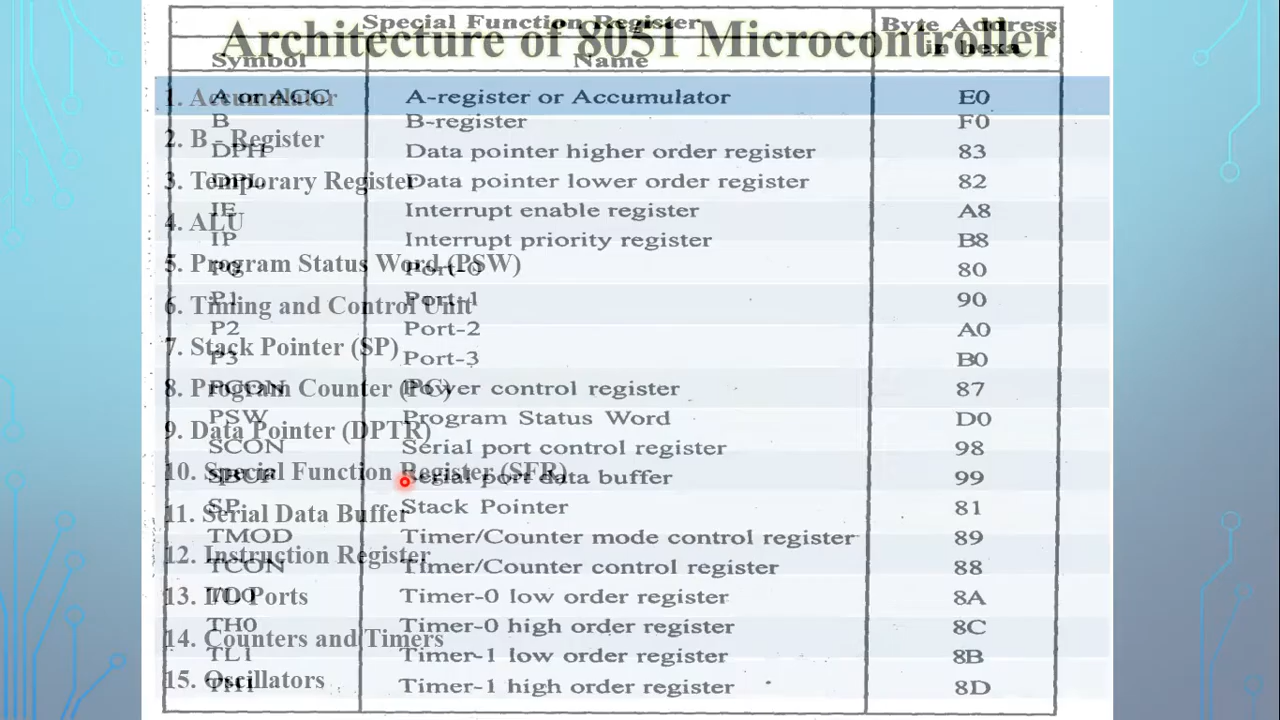 Architecture of 8051 Microcontroller
Special Function Register Byte Address in hexa
Symbol Name
A or ACC A-register or Accumulator E0
B B-register F0
DPH Data pointer higher order register 83
DPL Data pointer lower order register 82
IE Interrupt enable register A8
IP Interrupt priority register B8
P0 Port-0 80
P1 Port-1 90
P2 Port-2 A0
P3 Port-3 B0
PCON Power control register 87
PSW Program Status Word D0
SCON Serial port control register 98
SBUF Serial port data buffer 99
SP Stack Pointer 81
TMOD Timer/Counter mode control register 89
TCON Timer/Counter control register 88
Timer-0 low order register 8A
TH0 Timer-0 high order register 8C
TL1 Timer-1 low order register 8B
TH1 Timer-1 high order register 8D
1. Accumulator
2. B - Register
3. Temporary Register
4. ALU
5. Program Status Word (PSW)
6. Timing and Control Unit
7. Stack Pointer (SP)
8. Program Counter (PC)
9. Data Pointer (DPTR)
10. Special Function Register (SFR)
11. Serial Data Buffer
12. Instruction Register
13. I/O Ports
14. Counters and Timers
15. Oscillators